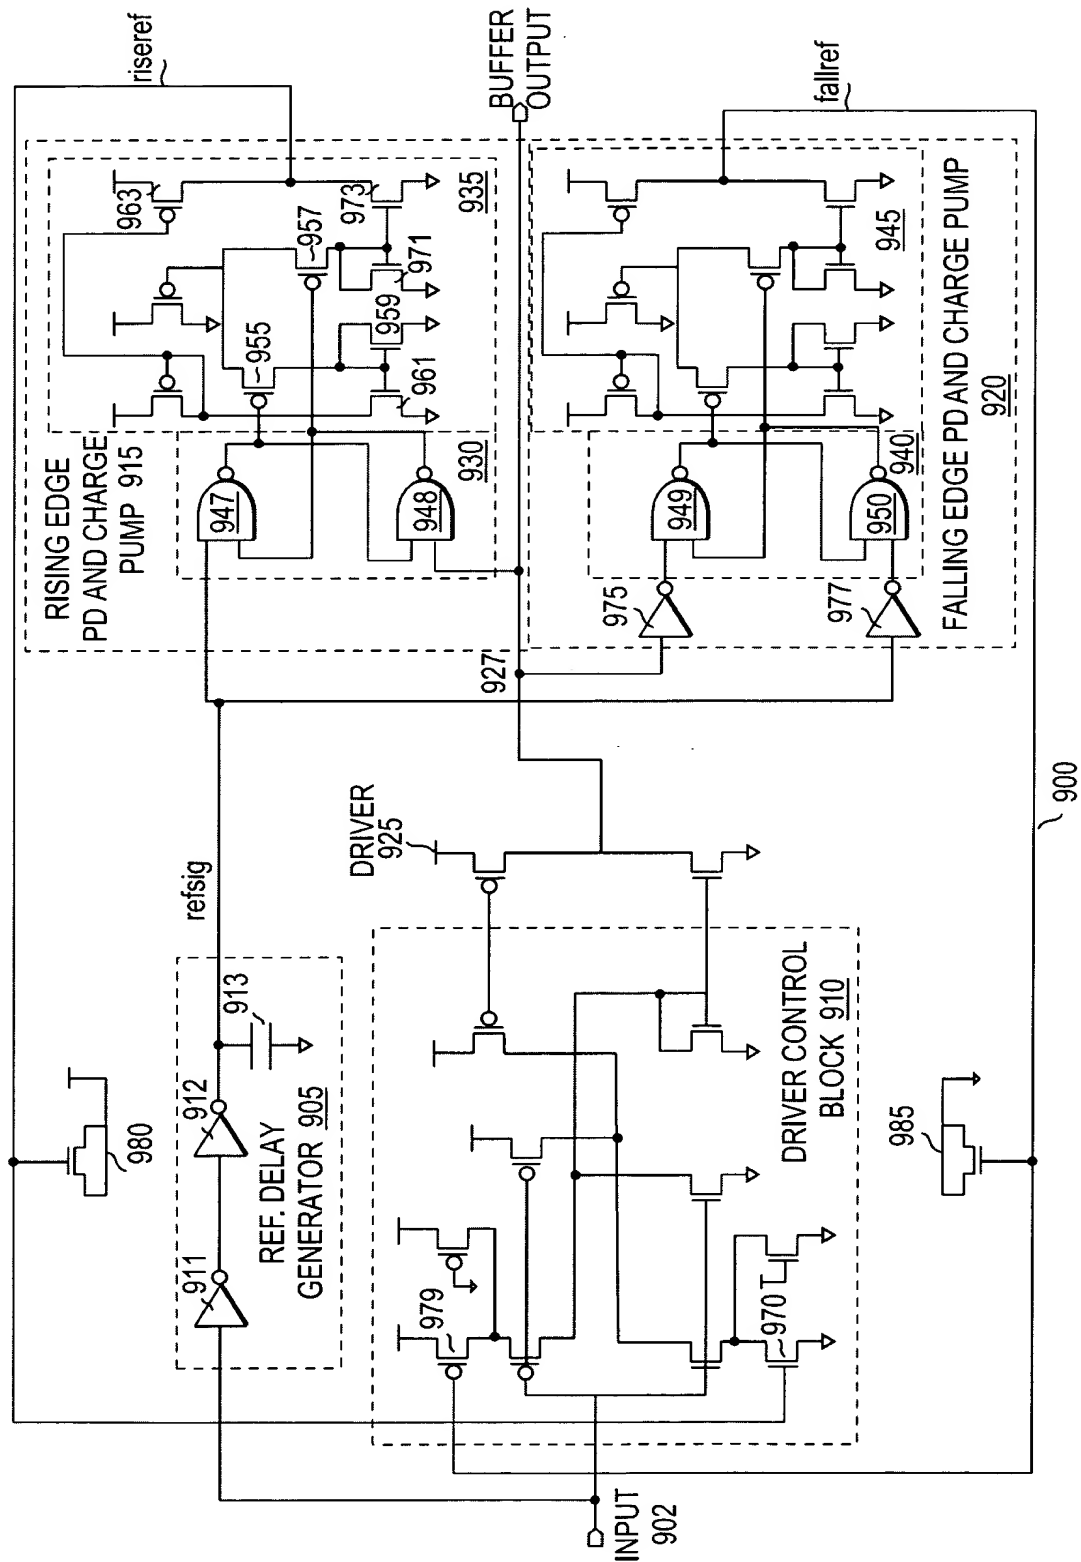 riseref
RISING EDGE
PD AND CHARGE
PUMP 915
963
957
973
935
971
959
955
961
947
948
930
BUFFER
OUTPUT
927
fallref
945
949
950
940
975
977
FALLING EDGE PD AND CHARGE PUMP
920
refsig
DRIVER
925
913
912
911
REF. DELAY
GENERATOR 905
980
979
970
DRIVER CONTROL
BLOCK 910
985
900
INPUT
902